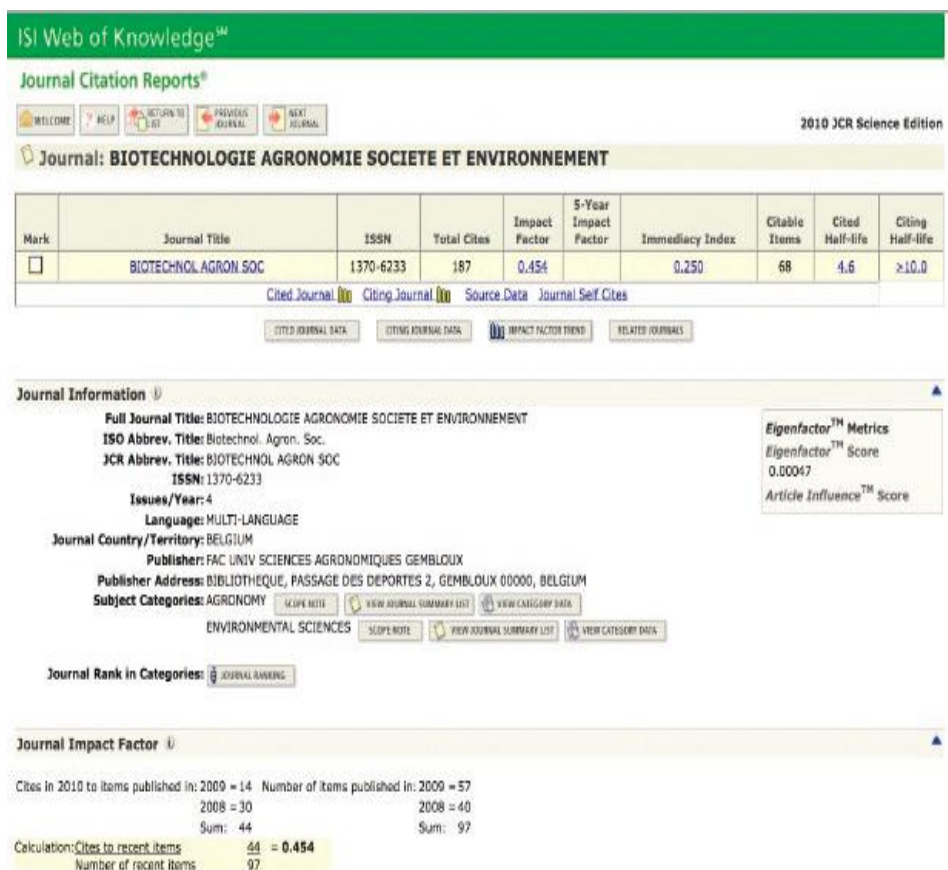 ISI Web of Knowledge℠
Journal Citation Reports®
WELCOME ? HELP RETURN TO LIST PREVIOUS JOURNAL NEXT JOURNAL
2010 JCR Science Edition
Journal: BIOTECHNOLOGIE AGRONOMIE SOCIETE ET ENVIRONNEMENT
Mark Journal Title ISSN Total Cites Impact Factor 5-Year Impact Factor Immediacy Index Citable Items Cited Half-life Citing Half-life
BIOTECHNOL AGRON SOC 1370-6233 187 0.454 0.250 68 4.6 ≥10.0
Cited Journal Citing Journal Source Data Journal Self Cites
CITED JOURNAL DATA CITING JOURNAL DATA IMPACT FACTOR TREND RELATED JOURNALS
Journal Information
Full Journal Title: BIOTECHNOLOGIE AGRONOMIE SOCIETE ET ENVIRONNEMENT
ISO Abbrev. Title: Biotechnol. Agron. Soc.
JCR Abbrev. Title: BIOTECHNOL AGRON SOC
ISSN: 1370-6233
Issues/Year: 4
Language: MULTI-LANGUAGE
Journal Country/Territory: BELGIUM
Publisher: FAC UNIV SCIENCES AGRONOMIQUES GEMBLOUX
Publisher Address: BIBLIOTHEQUE, PASSAGE DES DEPORTES 2, GEMBLOUX 00000, BELGIUM
Subject Categories: AGRONOMY SCOPE NOTE VIEW JOURNAL SUMMARY LIST VIEW CATEGORY DATA
ENVIRONMENTAL SCIENCES SCOPE NOTE VIEW JOURNAL SUMMARY LIST VIEW CATEGORY DATA
Journal Rank in Categories: JOURNAL RANKING
Eigenfactor™ Metrics
Eigenfactor™ Score
0.00047
Article Influence™ Score
Journal Impact Factor
Cites in 2010 to items published in: 2009 = 14 Number of items published in: 2009 = 57
2008 = 30 2008 = 40
Sum: 44 Sum: 97
Calculation: Cites to recent items 44 = 0.454
Number of recent items 97